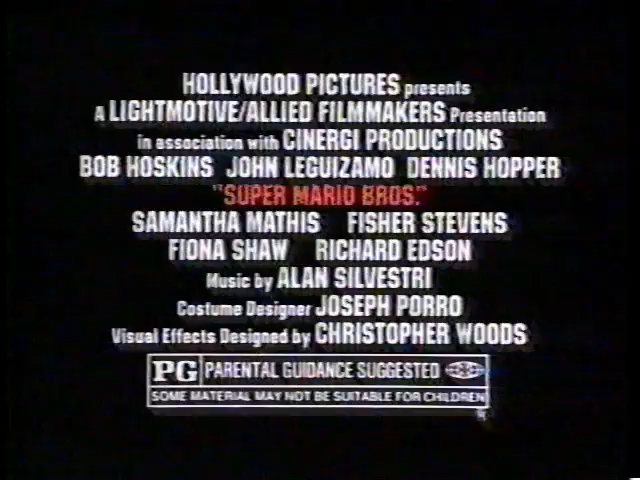 HOLLYWOOD PICTURES presents
A LIGHTMOTIVE/ALLIED FILMMAKERS Presentation
in association with CINERGI PRODUCTIONS
BOB HOSKINS JOHN LEGUIZAMO DENNIS HOPPER
"SUPER MARIO BROS."
SAMANTHA MATHIS FISHER STEVENS
FIONA SHAW RICHARD EDSON
Music by ALAN SILVESTRI
Costume Designer JOSEPH PORRO
Visual Effects Designed by CHRISTOPHER WOODS
PG PARENTAL GUIDANCE SUGGESTED
SOME MATERIAL MAY NOT BE SUITABLE FOR CHILDREN